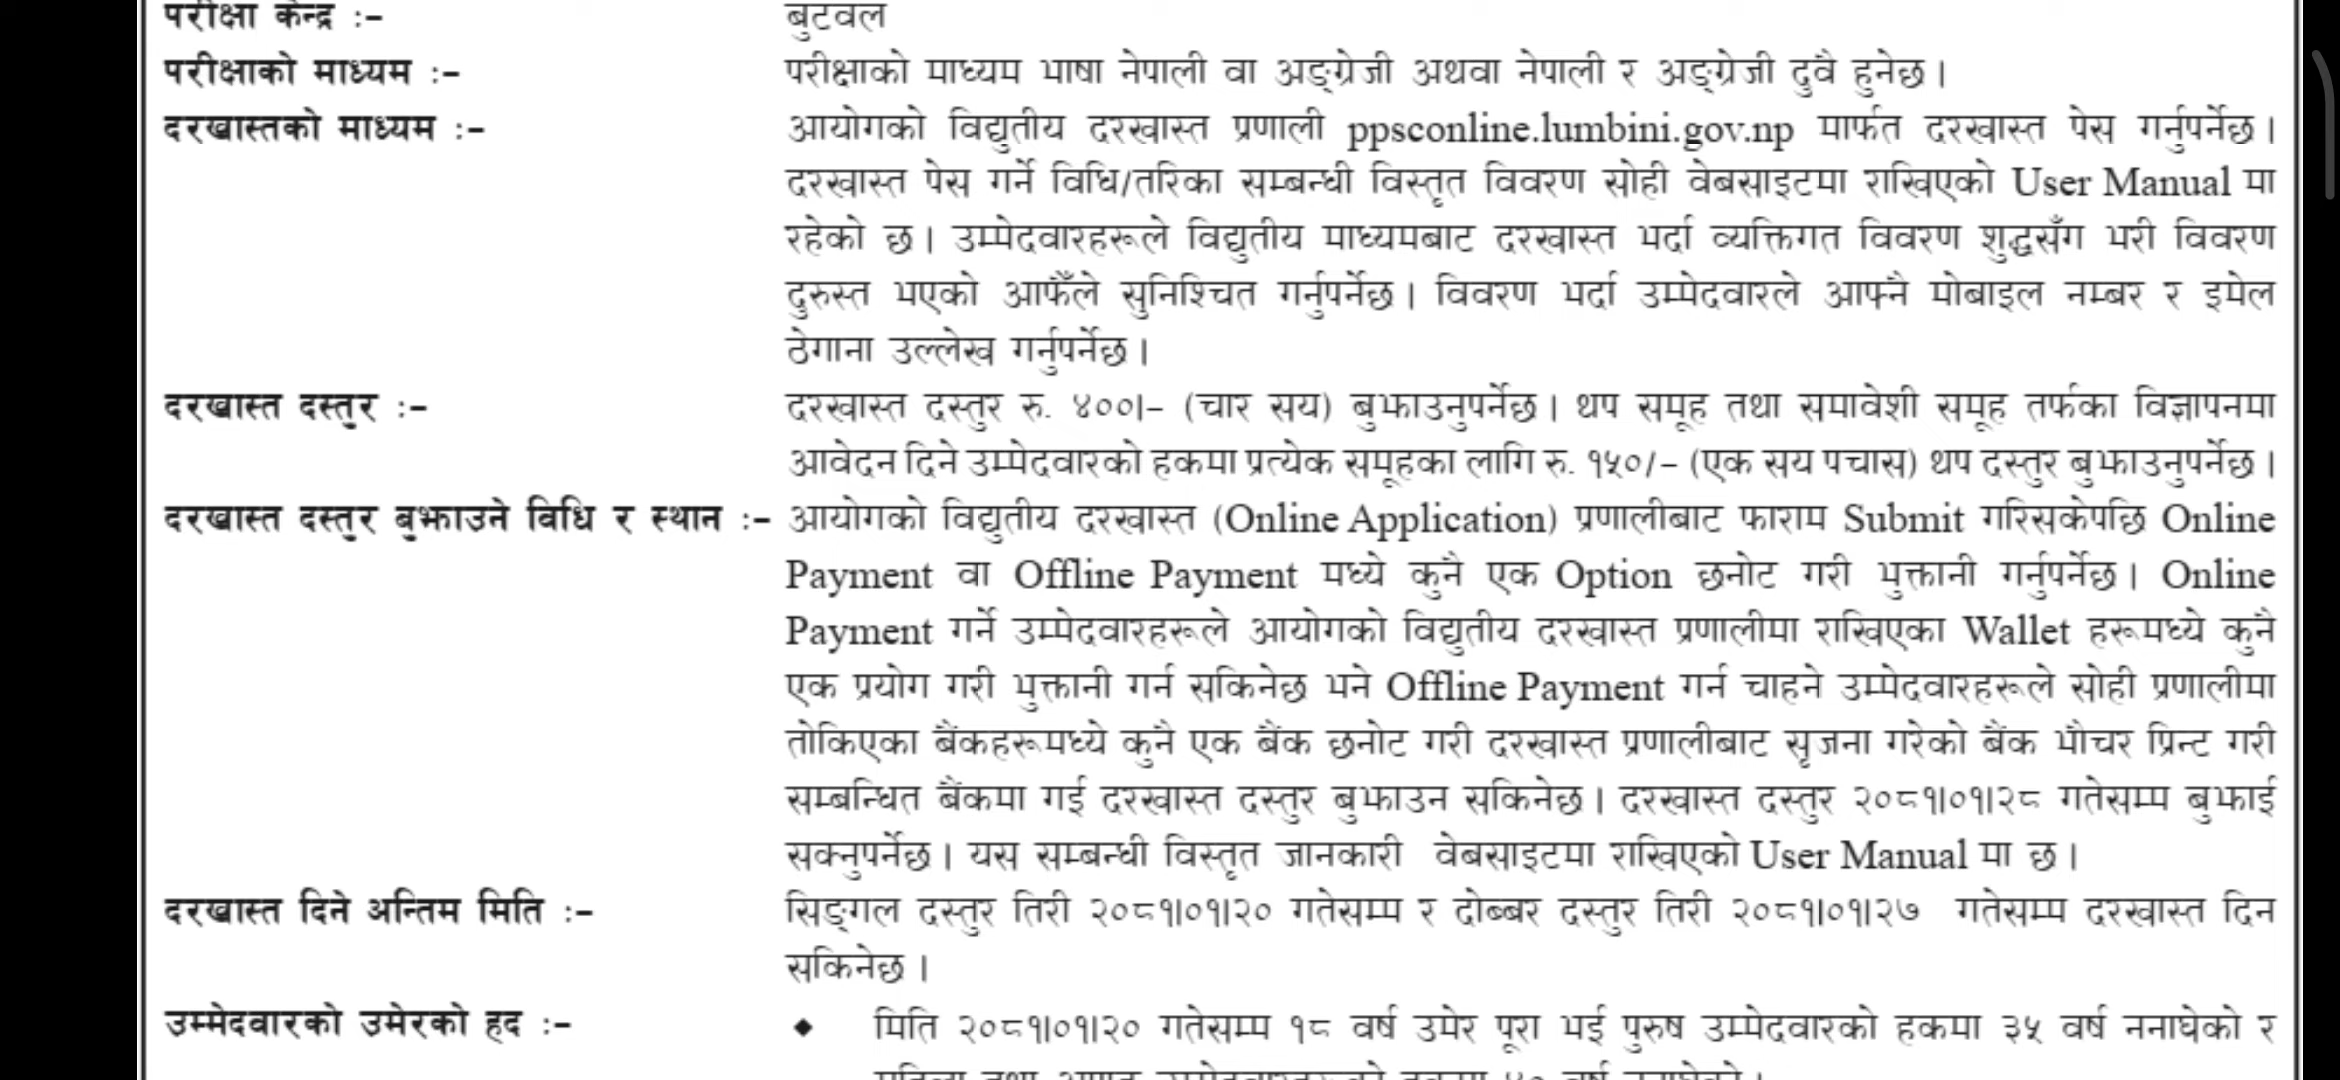 परीक्षा केन्द्र :– बुटवल
परीक्षाको माध्यम :– परीक्षाको माध्यम भाषा नेपाली वा अङ्ग्रेजी अथवा नेपाली र अङ्ग्रेजी दुवै हुनेछ।
दरखास्तको माध्यम :– आयोगको विद्युतीय दरखास्त प्रणाली ppsconline.lumbini.gov.np मार्फत दरखास्त पेस गर्नुपर्नेछ।
दरखास्त पेस गर्ने विधि/तरिका सम्बन्धी विस्तृत विवरण सोही वेबसाइटमा राखिएको User Manual मा
रहेको छ। उम्मेदवारहरूले विद्युतीय माध्यमबाट दरखास्त भर्दा व्यक्तिगत विवरण शुद्धसँग भरी विवरण
दुरुस्त भएको आफैँले सुनिश्चित गर्नुपर्नेछ। विवरण भर्दा उम्मेदवारले आफ्नै मोबाइल नम्बर र इमेल
ठेगाना उल्लेख गर्नुपर्नेछ।
दरखास्त दस्तुर :– दरखास्त दस्तुर रु. ४००।– (चार सय) बुझाउनुपर्नेछ। थप समूह तथा समावेशी समूह तर्फका विज्ञापनमा
आवेदन दिने उम्मेदवारको हकमा प्रत्येक समूहका लागि रु. १५०/– (एक सय पचास) थप दस्तुर बुझाउनुपर्नेछ।
दरखास्त दस्तुर बुझाउने विधि र स्थान :– आयोगको विद्युतीय दरखास्त (Online Application) प्रणालीबाट फाराम Submit गरिसकेपछि Online
Payment वा Offline Payment मध्ये कुनै एक Option छनोट गरी भुक्तानी गर्नुपर्नेछ। Online
Payment गर्ने उम्मेदवारहरूले आयोगको विद्युतीय दरखास्त प्रणालीमा राखिएका Wallet हरूमध्ये कुनै
एक प्रयोग गरी भुक्तानी गर्न सकिनेछ भने Offline Payment गर्न चाहने उम्मेदवारहरूले सोही प्रणालीमा
तोकिएका बैंकहरूमध्ये कुनै एक बैंक छनोट गरी दरखास्त प्रणालीबाट सृजना गरेको बैंक भौचर प्रिन्ट गरी
सम्बन्धित बैंकमा गई दरखास्त दस्तुर बुझाउन सकिनेछ। दरखास्त दस्तुर २०८१।०१।२८ गतेसम्म बुझाई
सक्नुपर्नेछ। यस सम्बन्धी विस्तृत जानकारी वेबसाइटमा राखिएको User Manual मा छ।
दरखास्त दिने अन्तिम मिति :– सिङ्गल दस्तुर तिरी २०८१।०१।२० गतेसम्म र दोब्बर दस्तुर तिरी २०८१।०१।२७ गतेसम्म दरखास्त दिन
सकिनेछ।
उम्मेदवारको उमेरको हद :– ◆ मिति २०८१।०१।२० गतेसम्म १८ वर्ष उमेर पूरा भई पुरुष उम्मेदवारको हकमा ३५ वर्ष ननाघेको र